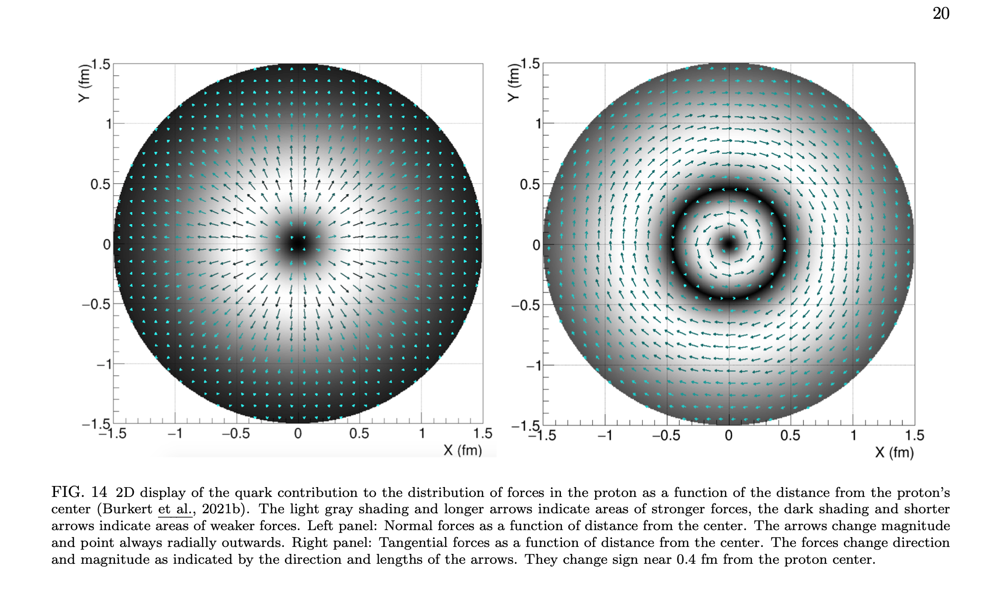 20
Y (fm)
1.5
1
0.5
0
−0.5
−1
−1.5
−1.5 −1 −0.5 0 0.5 1 1.5
X (fm)
Y (fm)
1.5
1
0.5
0
−0.5
−1
−1.5
−1.5 −1 −0.5 0 0.5 1 1.5
X (fm)
FIG. 14 2D display of the quark contribution to the distribution of forces in the proton as a function of the distance from the proton's
center (Burkert et al., 2021b). The light gray shading and longer arrows indicate areas of stronger forces, the dark shading and shorter
arrows indicate areas of weaker forces. Left panel: Normal forces as a function of distance from the center. The arrows change magnitude
and point always radially outwards. Right panel: Tangential forces as a function of distance from the center. The forces change direction
and magnitude as indicated by the direction and lengths of the arrows. They change sign near 0.4 fm from the proton center.